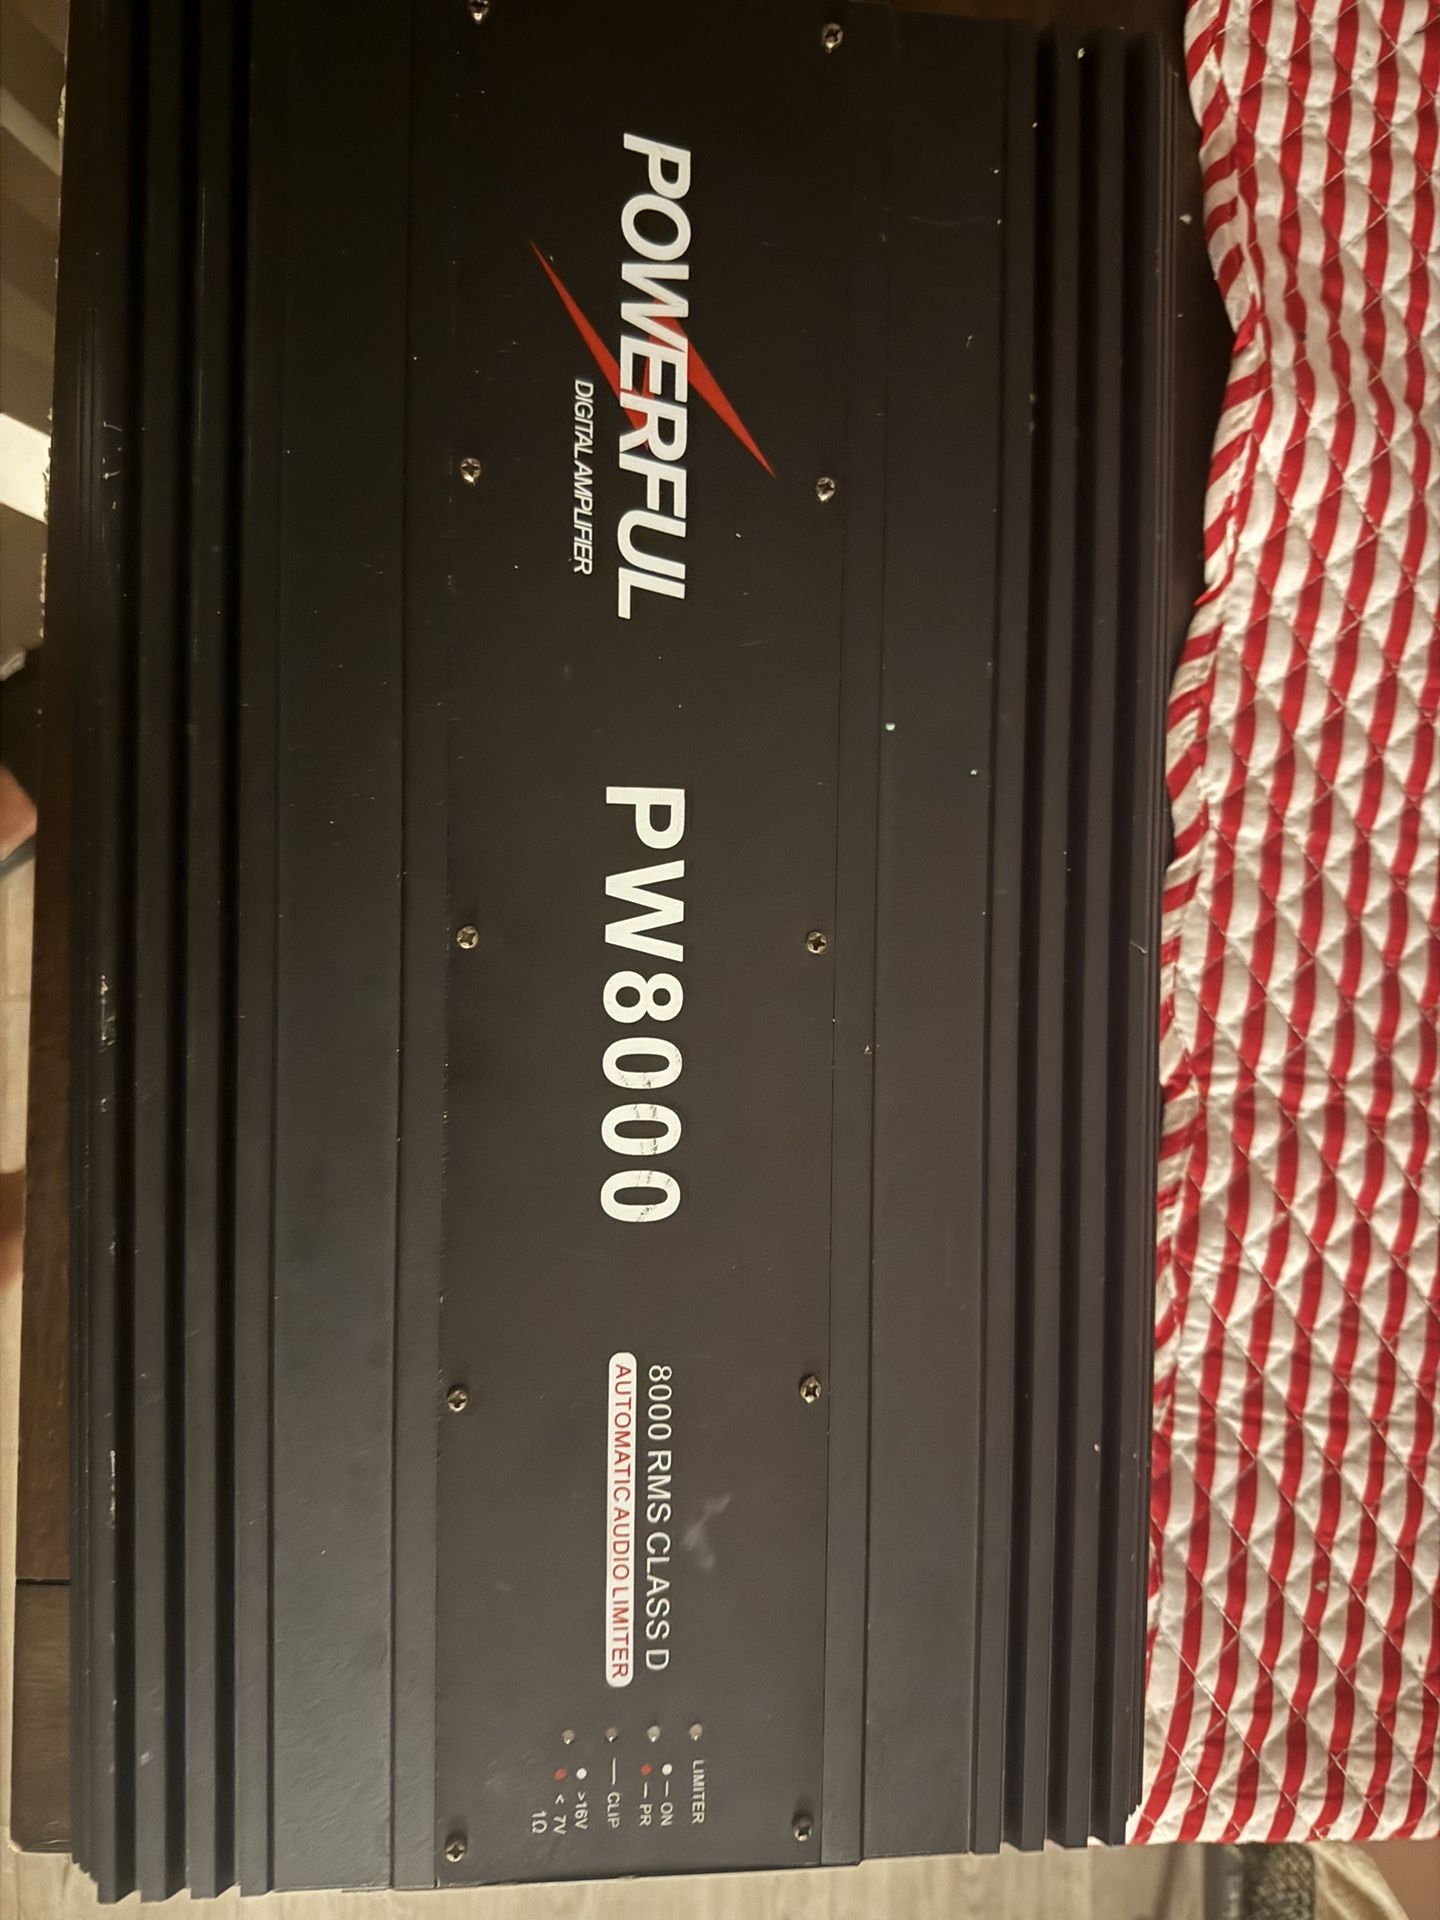 POWERFUL
DIGITAL AMPLIFIER
PW8000
8000 RMS CLASS D
AUTOMATIC AUDIO LIMITER
LIMITER
ON
PR
CLIP
>16V
< 7V
1Ω